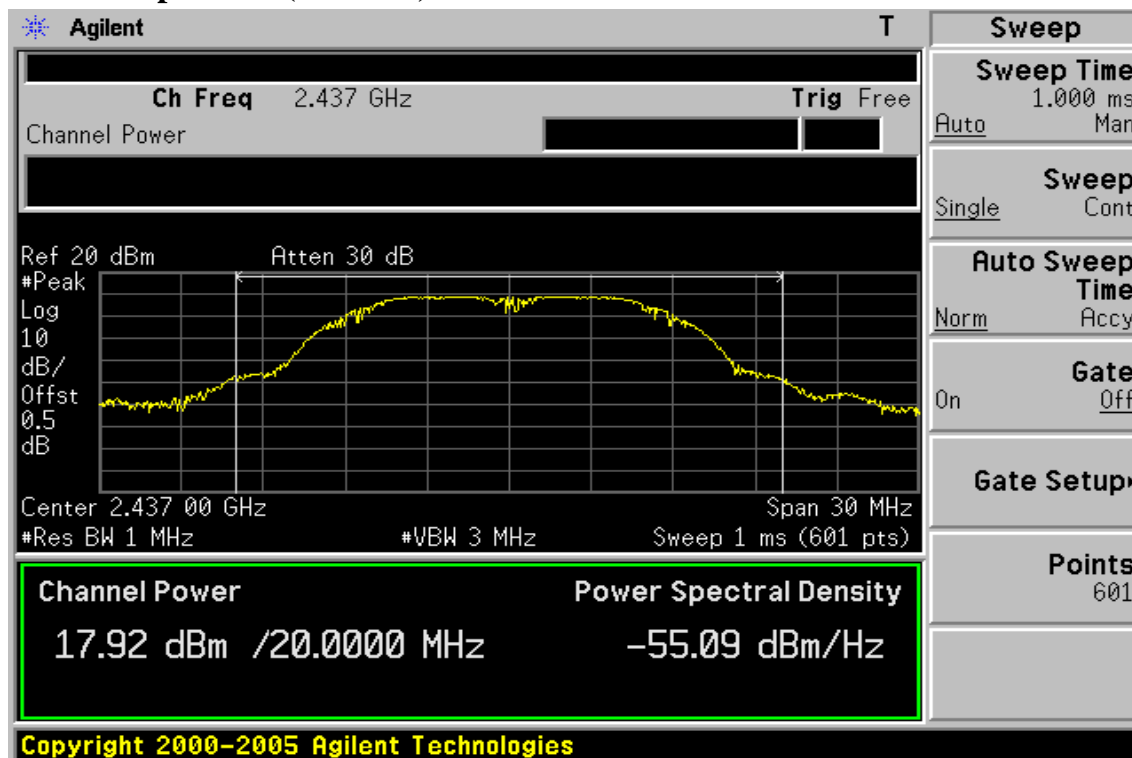 Agilent T
Ch Freq 2.437 GHz Trig Free
Channel Power
Ref 20 dBm Atten 30 dB
#Peak
Log
10
dB/
Offst
0.5
dB
Center 2.437 00 GHz Span 30 MHz
#Res BW 1 MHz #VBW 3 MHz Sweep 1 ms (601 pts)
Channel Power Power Spectral Density
17.92 dBm /20.0000 MHz -55.09 dBm/Hz
Copyright 2000-2005 Agilent Technologies
Sweep
Sweep Time
1.000 ms
Auto Man
Sweep
Single Cont
Auto Sweep
Time
Norm Accy
Gate
On Off
Gate Setup
Points
601